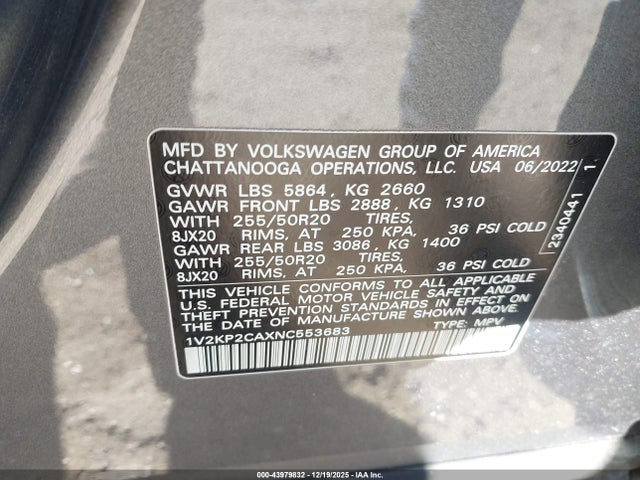 MFD BY VOLKSWAGEN GROUP OF AMERICA
CHATTANOOGA OPERATIONS, LLC. USA 06/2022
GVWR LBS 5864, KG 2660
GAWR FRONT LBS 2888, KG 1310
WITH 255/50R20 TIRES,
8JX20 RIMS, AT 250 KPA, 36 PSI COLD
GAWR REAR LBS 3086, KG 1400
WITH 255/50R20 TIRES,
8JX20 RIMS, AT 250 KPA, 36 PSI COLD
THIS VEHICLE CONFORMS TO ALL APPLICABLE
U.S. FEDERAL MOTOR VEHICLE SAFETY AND
THEFT PREVENTION STANDARDS IN EFFECT ON
THE DATE OF MANUFACTURE SHOWN ABOVE.
1V2KP2CAXNC553683 TYPE: MPV
2340441 1
000-43979832 - 12/19/2025 - IAA Inc.